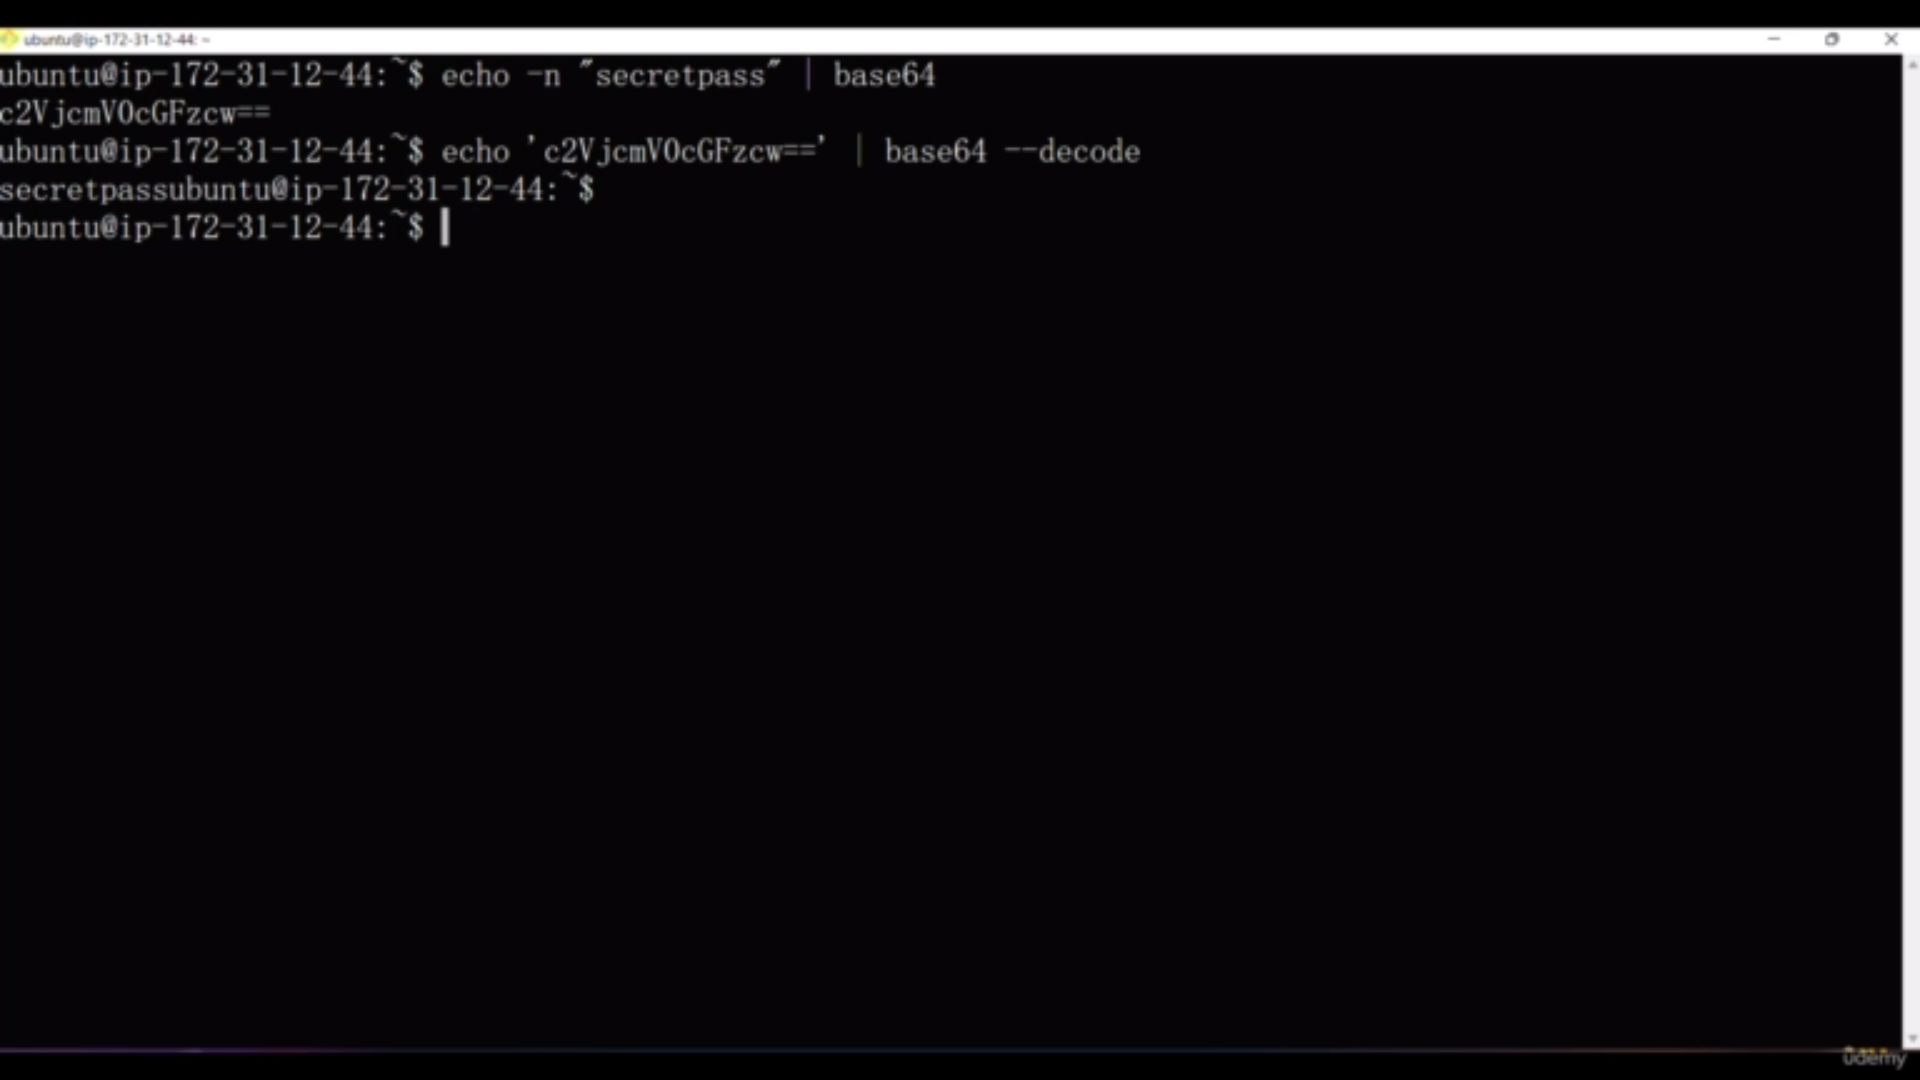 ubuntu@ip-172-31-12-44: ~
ubuntu@ip-172-31-12-44:~$ echo -n "secretpass" | base64
c2VjcmV0cGFzcw==
ubuntu@ip-172-31-12-44:~$ echo 'c2VjcmV0cGFzcw==' | base64 --decode
secretpassubuntu@ip-172-31-12-44:~$
ubuntu@ip-172-31-12-44:~$
udemy